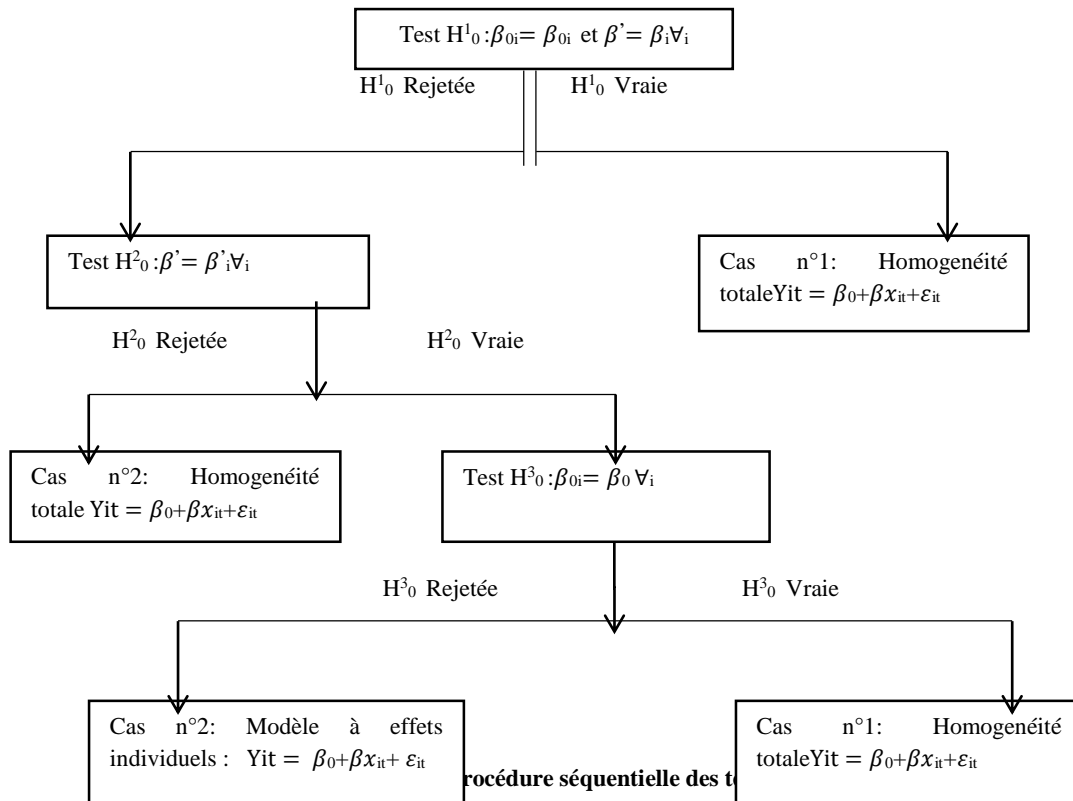 Test H¹₀ :β₀ᵢ= β₀ᵢ et β’= βᵢ∀ᵢ
H¹₀ Rejetée H¹₀ Vraie
Test H²₀ :β’= β’ᵢ∀ᵢ
Cas n°1: Homogenéité
totaleYit = β₀+βxᵢₜ+εᵢₜ
H²₀ Rejetée H²₀ Vraie
Cas n°2: Homogenéité
totale Yit = β₀+βxᵢₜ+εᵢₜ
Test H³₀ :β₀ᵢ= β₀ ∀ᵢ
H³₀ Rejetée H³₀ Vraie
Cas n°2: Modèle à effets
individuels : Yit = β₀+βxᵢₜ+ εᵢₜ
Cas n°1: Homogenéité
totaleYit = β₀+βxᵢₜ+εᵢₜ
séquentielle des